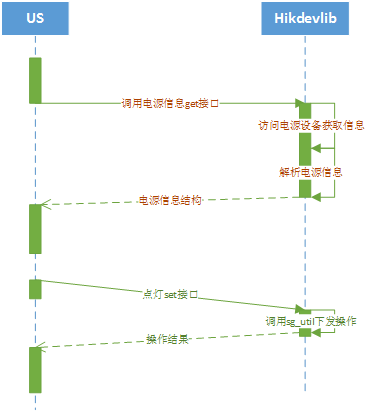 US
Hikdevlib
调用电源信息get接口
访问电源设备获取信息
解析电源信息
电源信息结构
点灯set接口
调用sg_util下发操作
操作结果